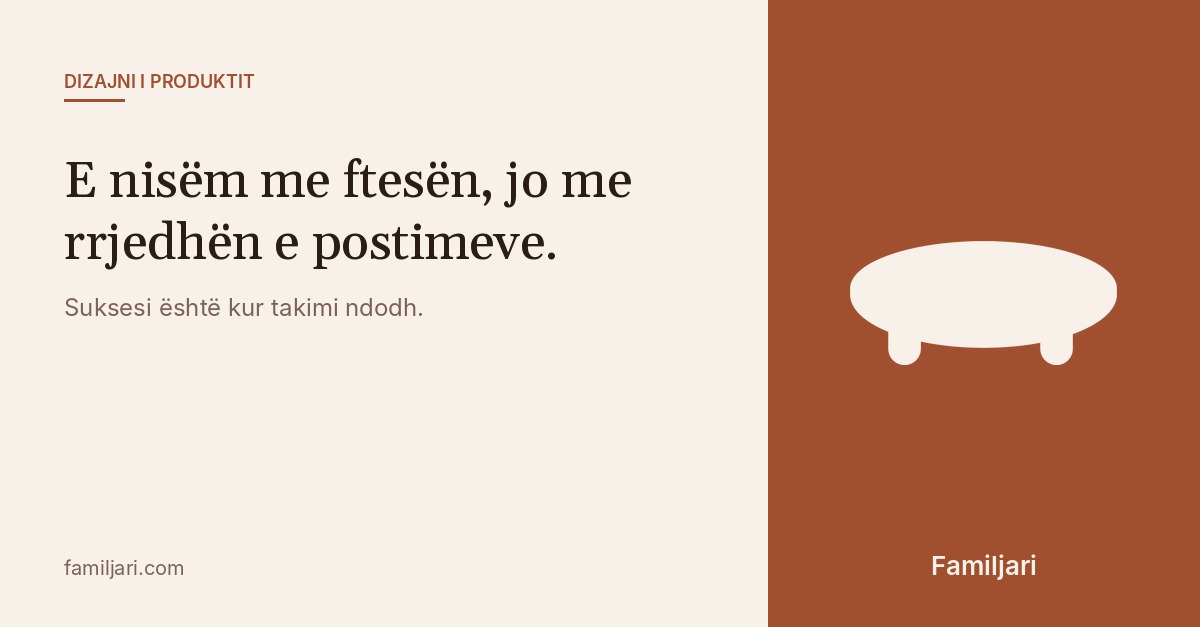 DIZAJNI I PRODUKTIT
E nisëm me ftesën, jo me
rrjedhën e postimeve.
Suksesi është kur takimi ndodh.
familjari.com
Familjari